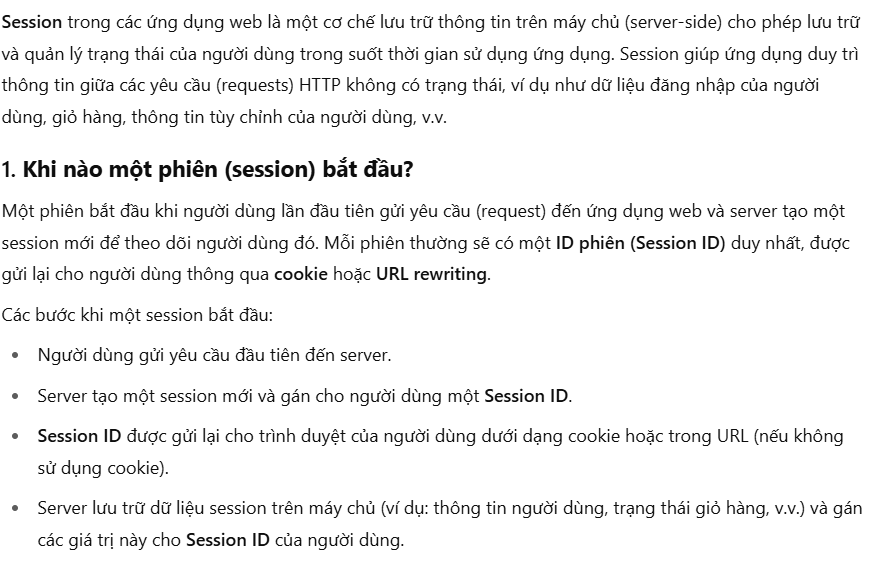 Session trong các ứng dụng web là một cơ chế lưu trữ thông tin trên máy chủ (server-side) cho phép lưu trữ
và quản lý trạng thái của người dùng trong suốt thời gian sử dụng ứng dụng. Session giúp ứng dụng duy trì
thông tin giữa các yêu cầu (requests) HTTP không có trạng thái, ví dụ như dữ liệu đăng nhập của người
dùng, giỏ hàng, thông tin tùy chỉnh của người dùng, v.v.
1. Khi nào một phiên (session) bắt đầu?
Một phiên bắt đầu khi người dùng lần đầu tiên gửi yêu cầu (request) đến ứng dụng web và server tạo một
session mới để theo dõi người dùng đó. Mỗi phiên thường sẽ có một ID phiên (Session ID) duy nhất, được
gửi lại cho người dùng thông qua cookie hoặc URL rewriting.
Các bước khi một session bắt đầu:
• Người dùng gửi yêu cầu đầu tiên đến server.
• Server tạo một session mới và gán cho người dùng một Session ID.
• Session ID được gửi lại cho trình duyệt của người dùng dưới dạng cookie hoặc trong URL (nếu không
sử dụng cookie).
• Server lưu trữ dữ liệu session trên máy chủ (ví dụ: thông tin người dùng, trạng thái giỏ hàng, v.v.) và gán
các giá trị này cho Session ID của người dùng.